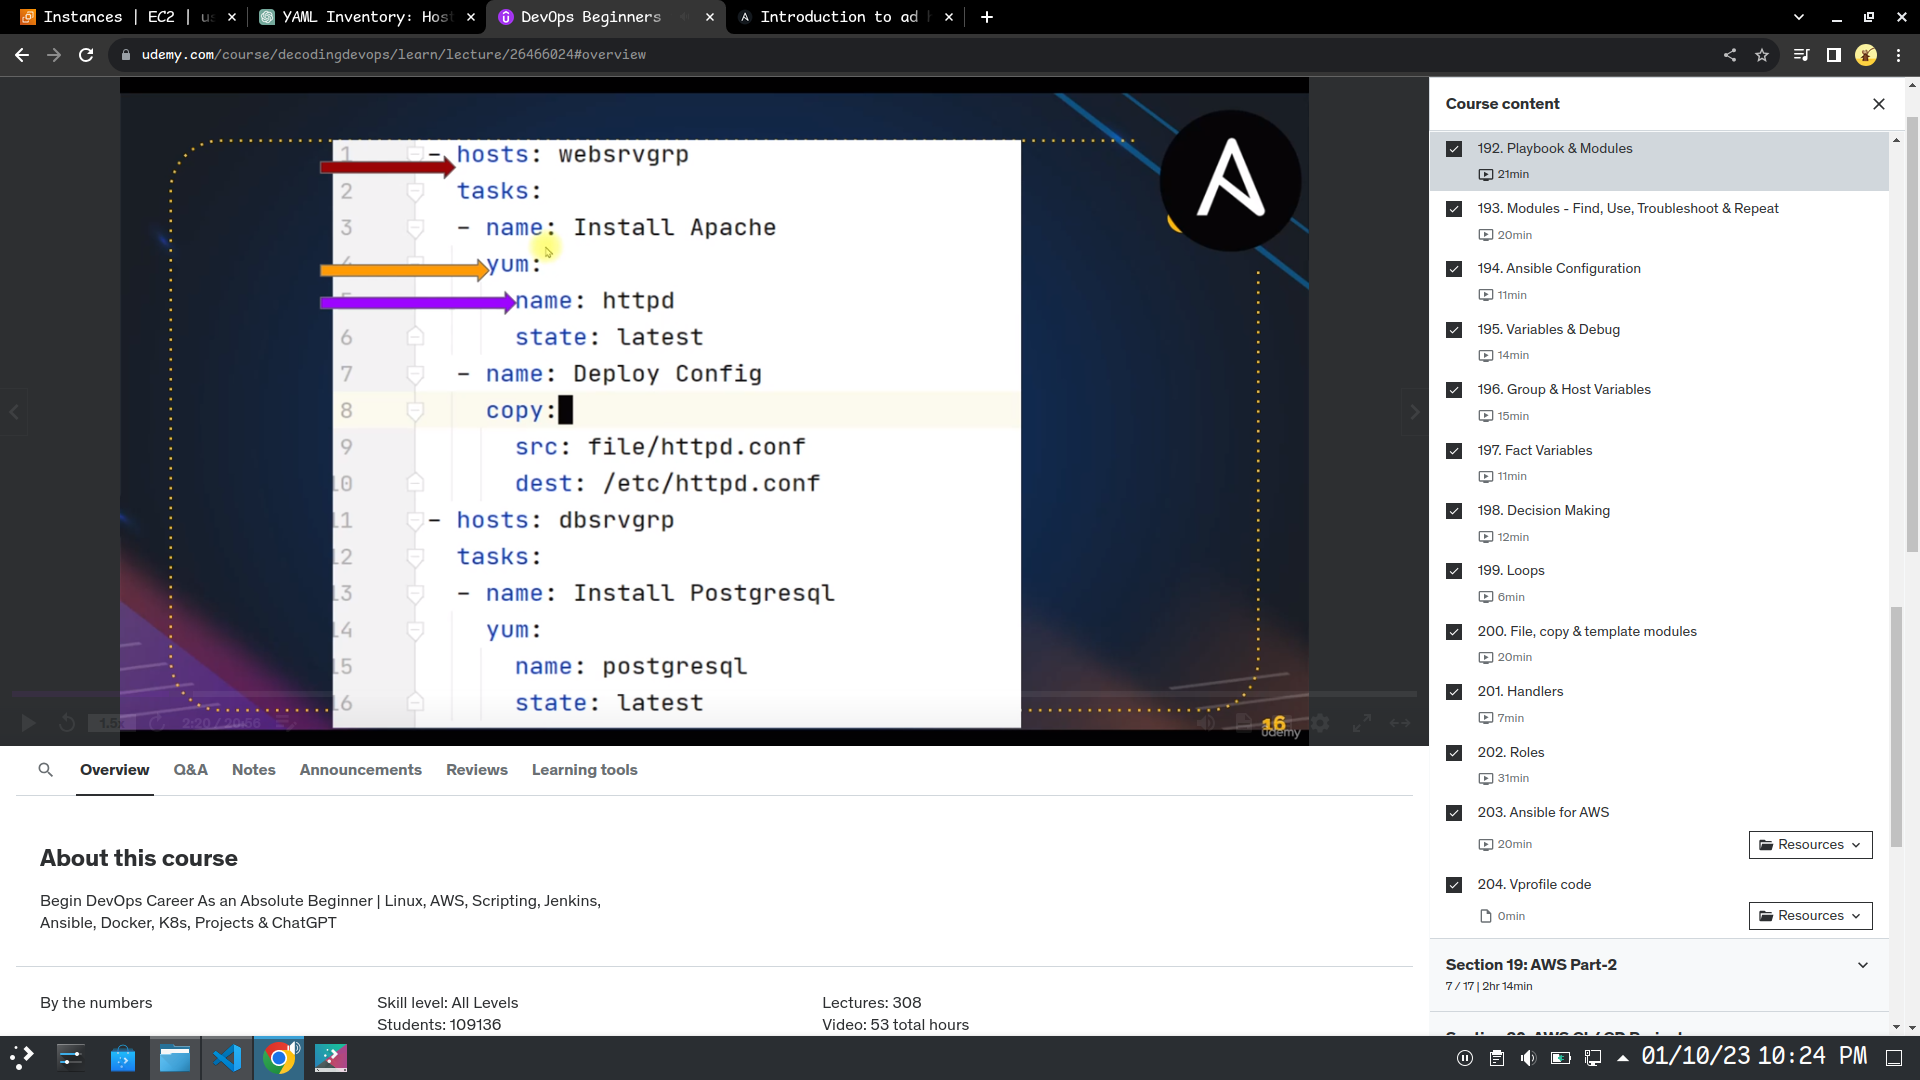 Instances | EC2 | us
YAML Inventory: Host
DevOps Beginners
Introduction to ad h
udemy.com/course/decodingdevops/learn/lecture/26466024#overview
1 - hosts: websrvgrp
2 tasks:
3 - name: Install Apache
yum:
name: httpd
6 state: latest
7 - name: Deploy Config
8 copy:
9 src: file/httpd.conf
10 dest: /etc/httpd.conf
11 - hosts: dbsrvgrp
12 tasks:
13 - name: Install Postgresql
14 yum:
15 name: postgresql
16 state: latest
1.5x
2:20 / 20:56
16
udemy
Overview
Q&A
Notes
Announcements
Reviews
Learning tools
About this course
Begin DevOps Career As an Absolute Beginner | Linux, AWS, Scripting, Jenkins,
Ansible, Docker, K8s, Projects & ChatGPT
By the numbers
Skill level: All Levels
Students: 109136
Lectures: 308
Video: 53 total hours
Course content
192. Playbook & Modules
21min
193. Modules - Find, Use, Troubleshoot & Repeat
20min
194. Ansible Configuration
11min
195. Variables & Debug
14min
196. Group & Host Variables
15min
197. Fact Variables
11min
198. Decision Making
12min
199. Loops
6min
200. File, copy & template modules
20min
201. Handlers
7min
202. Roles
31min
203. Ansible for AWS
20min
Resources
204. Vprofile code
0min
Resources
Section 19: AWS Part-2
7 / 17 | 2hr 14min
01/10/23 10:24 PM